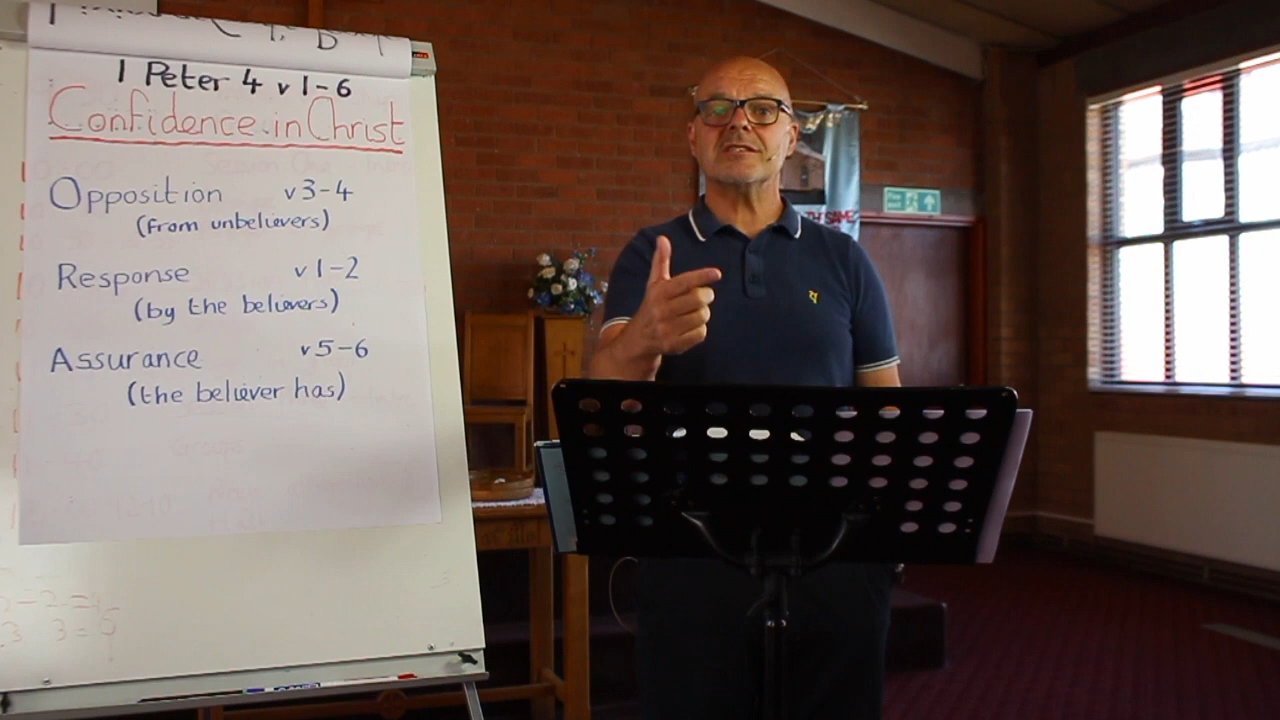 1 Peter 4 v 1-6
Confidence in Christ
Opposition v3-4
(from unbelievers)
Response v1-2
(by the believers)
Assurance v5-6
(the believer has)